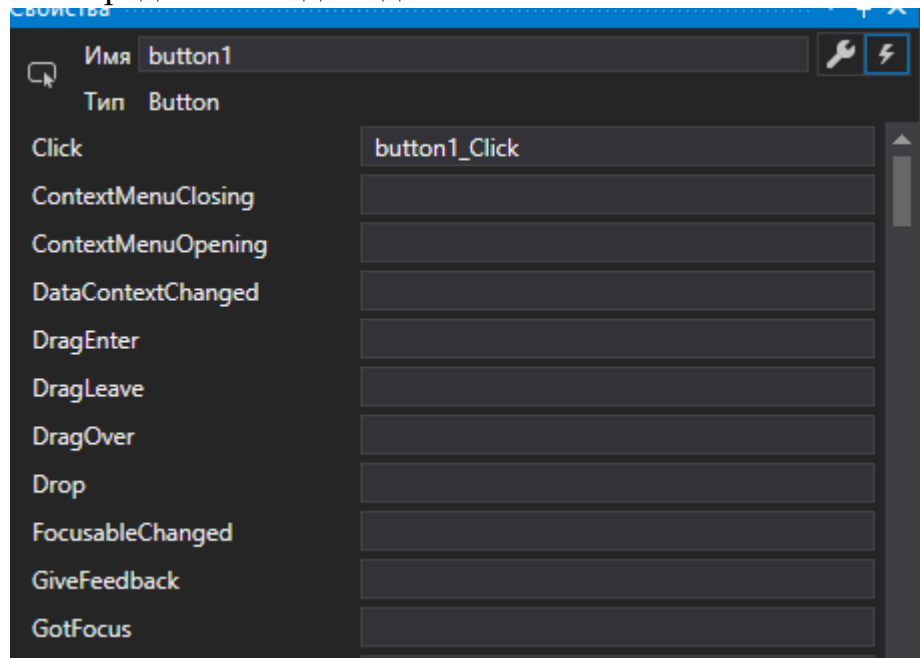 Свойства
Имя button1
Тип Button
Click button1_Click
ContextMenuClosing
ContextMenuOpening
DataContextChanged
DragEnter
DragLeave
DragOver
Drop
FocusableChanged
GiveFeedback
GotFocus